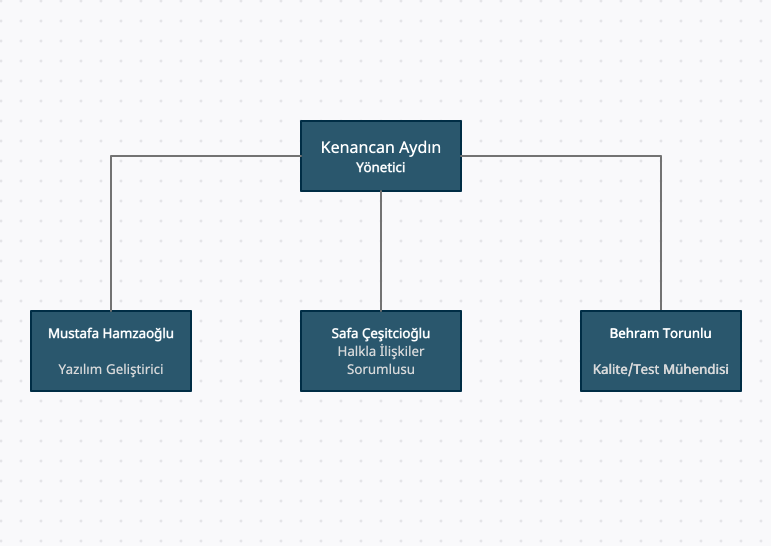 Kenancan Aydın
Yönetici
Mustafa Hamzaoğlu
Yazılım Geliştirici
Safa Çeşitcioğlu
Halkla İlişkiler
Sorumlusu
Behram Torunlu
Kalite/Test Mühendisi